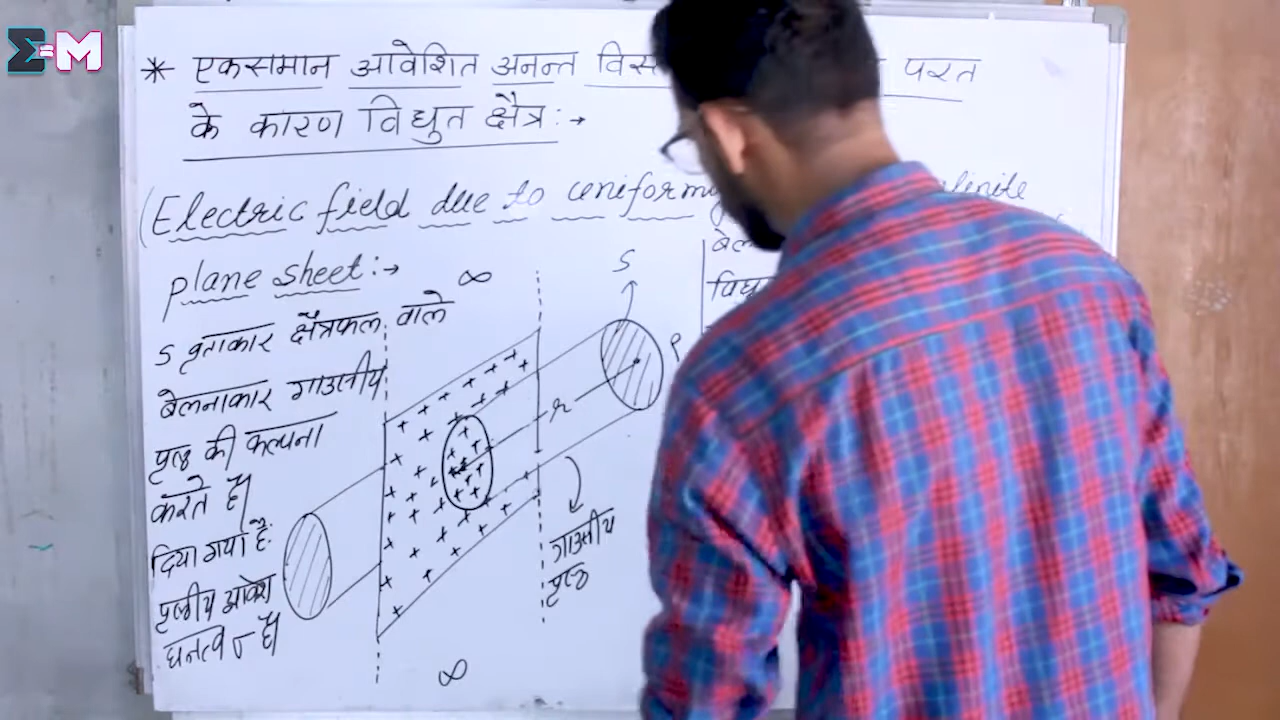 Σ=M
* एकसमान आवेशित अनन्त परत
के कारण विद्युत क्षेत्र :→
(Electric field due to uniformy
plane sheet :→
∞
S वृताकार क्षैत्रफल वाले
बेलनाकार गाउसीय
पृष्ठ की कल्पना
करते है।
दिया गया है:
पृष्ठीय आवेश
घनत्व σ है।
S
r
P
गाउसीय
पृष्ठ
∞